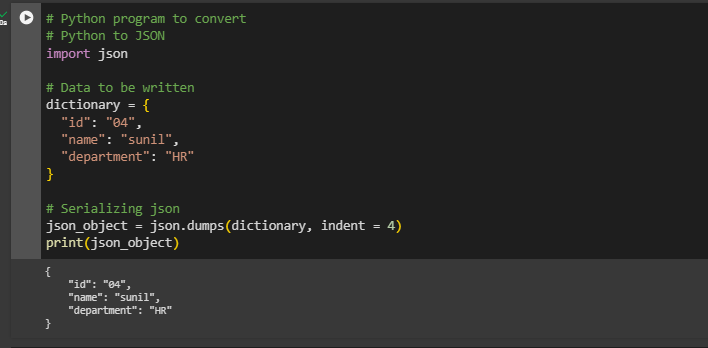 # Python program to convert
# Python to JSON
import json

# Data to be written
dictionary = {
  "id": "04",
  "name": "sunil",
  "department": "HR"
}

# Serializing json
json_object = json.dumps(dictionary, indent = 4)
print(json_object)
{
    "id": "04",
    "name": "sunil",
    "department": "HR"
}